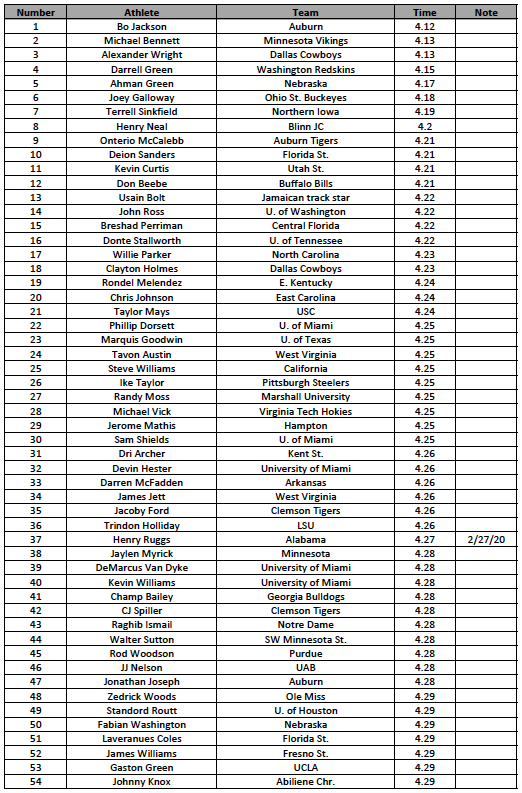 Number Athlete Team Time Note
1 Bo Jackson Auburn 4.12
2 Michael Bennett Minnesota Vikings 4.13
3 Alexander Wright Dallas Cowboys 4.13
4 Darrell Green Washington Redskins 4.15
5 Ahman Green Nebraska 4.17
6 Joey Galloway Ohio St. Buckeyes 4.18
7 Terrell Sinkfield Northern Iowa 4.19
8 Henry Neal Blinn JC 4.2
9 Onterio McCalebb Auburn Tigers 4.21
10 Deion Sanders Florida St. 4.21
11 Kevin Curtis Utah St. 4.21
12 Don Beebe Buffalo Bills 4.21
13 Usain Bolt Jamaican track star 4.22
14 John Ross U. of Washington 4.22
15 Breshad Perriman Central Florida 4.22
16 Donte Stallworth U. of Tennessee 4.22
17 Willie Parker North Carolina 4.23
18 Clayton Holmes Dallas Cowboys 4.23
19 Rondel Melendez E. Kentucky 4.24
20 Chris Johnson East Carolina 4.24
21 Taylor Mays USC 4.24
22 Phillip Dorsett U. of Miami 4.25
23 Marquis Goodwin U. of Texas 4.25
24 Tavon Austin West Virginia 4.25
25 Steve Williams California 4.25
26 Ike Taylor Pittsburgh Steelers 4.25
27 Randy Moss Marshall University 4.25
28 Michael Vick Virginia Tech Hokies 4.25
29 Jerome Mathis Hampton 4.25
30 Sam Shields U. of Miami 4.25
31 Dri Archer Kent St. 4.26
32 Devin Hester University of Miami 4.26
33 Darren McFadden Arkansas 4.26
34 James Jett West Virginia 4.26
35 Jacoby Ford Clemson Tigers 4.26
36 Trindon Holliday LSU 4.26
37 Henry Ruggs Alabama 4.27 2/27/20
38 Jaylen Myrick Minnesota 4.28
39 DeMarcus Van Dyke University of Miami 4.28
40 Kevin Williams University of Miami 4.28
41 Champ Bailey Georgia Bulldogs 4.28
42 CJ Spiller Clemson Tigers 4.28
43 Raghib Ismail Notre Dame 4.28
44 Walter Sutton SW Minnesota St. 4.28
45 Rod Woodson Purdue 4.28
46 JJ Nelson UAB 4.28
47 Jonathan Joseph Auburn 4.28
48 Zedrick Woods Ole Miss 4.29
49 Standord Routt U. of Houston 4.29
50 Fabian Washington Nebraska 4.29
51 Laveranues Coles Florida St. 4.29
52 James Williams Fresno St. 4.29
53 Gaston Green UCLA 4.29
54 Johnny Knox Abiliene Chr. 4.29